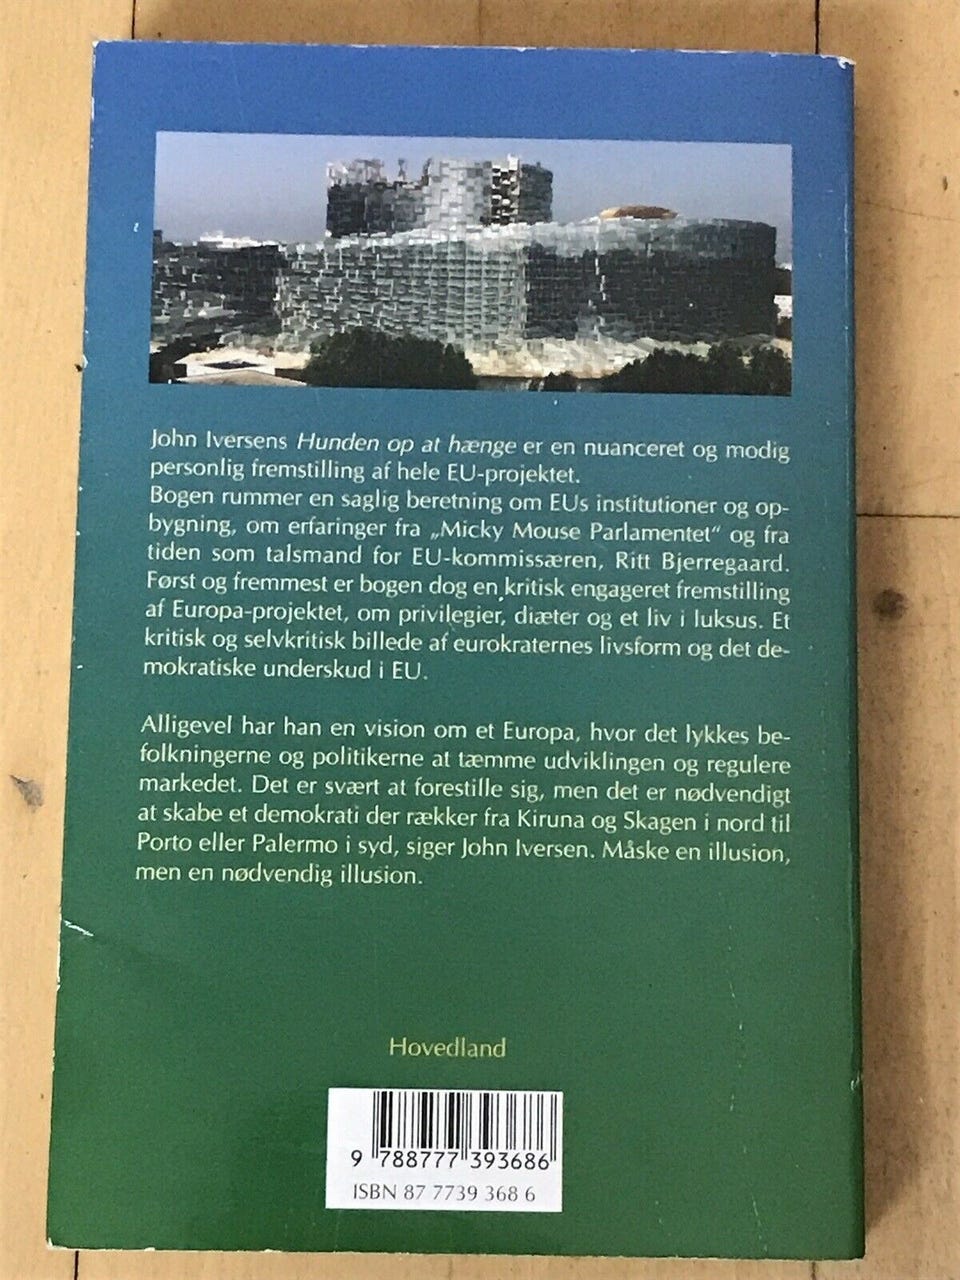 John Iversens Hunden op at hænge er en nuanceret og modig
personlig fremstilling af hele EU-projektet.
Bogen rummer en saglig beretning om EUs institutioner og op-
bygning, om erfaringer fra „Micky Mouse Parlamentet“ og fra
tiden som talsmand for EU-kommissæren, Ritt Bjerregaard.
Først og fremmest er bogen dog en kritisk engageret fremstilling
af Europa-projektet, om privilegier, diæter og et liv i luksus. Et
kritisk og selvkritisk billede af eurokraternes livsform og det de-
mokratiske underskud i EU.
Alligevel har han en vision om et Europa, hvor det lykkes be-
folkningerne og politikerne at tæmme udviklingen og regulere
markedet. Det er svært at forestille sig, men det er nødvendigt
at skabe et demokrati der rækker fra Kiruna og Skagen i nord til
Porto eller Palermo i syd, siger John Iversen. Måske en illusion,
men en nødvendig illusion.
Hovedland
9 788777 393686
ISBN 87 7739 368 6